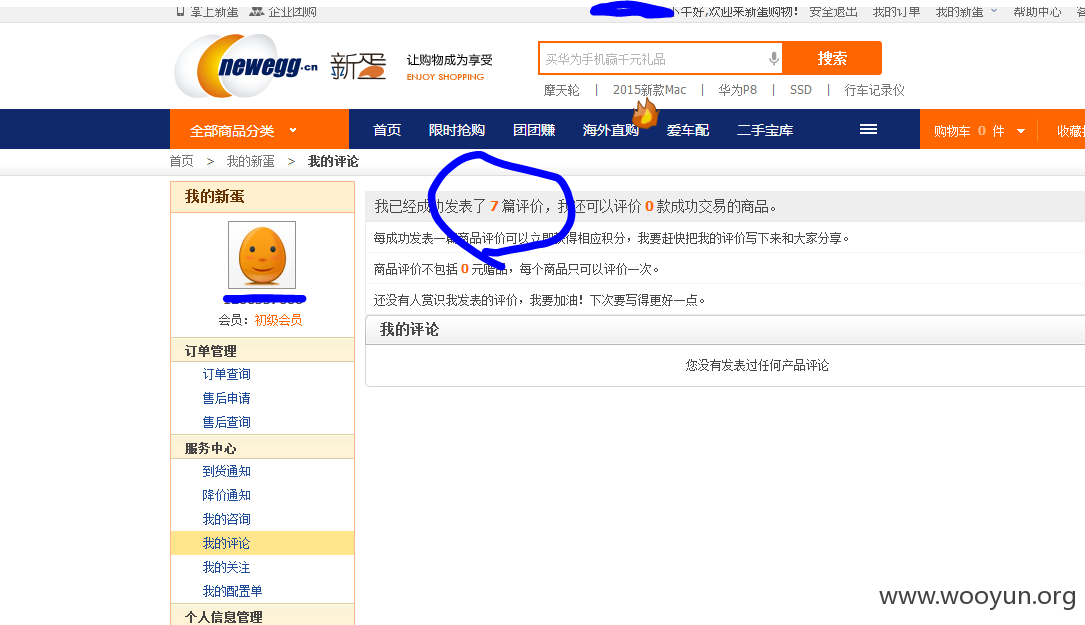 掌上新蛋 企业团购 午好,欢迎来新蛋购物! 安全退出 我的订单 我的新蛋 帮助中心
newegg.cn 新蛋 让购物成为享受
ENJOY SHOPPING
买华为手机赢千元礼品 搜索
摩天轮 | 2015新款Mac | 华为P8 | SSD | 行车记录仪
全部商品分类 首页 限时抢购 团团赚 海外直购 爱车配 二手宝库 购物车 0 件 收藏
首页 > 我的新蛋 > 我的评论
我的新蛋
会员：初级会员
订单管理
订单查询
售后申请
售后查询
服务中心
到货通知
降价通知
我的咨询
我的评论
我的关注
我的配置单
个人信息管理
我已经成功发表了 7 篇评价，我还可以评价 0 款成功交易的商品。
每成功发表一篇商品评价可以立即获得相应积分，我要赶快把我的评价写下来和大家分享。
商品评价不包括 0 元赠品，每个商品只可以评价一次。
还没有人赏识我发表的评价，我要加油！下次要写得更好一点。
我的评论
您没有发表过任何产品评论
www.wooyun.org